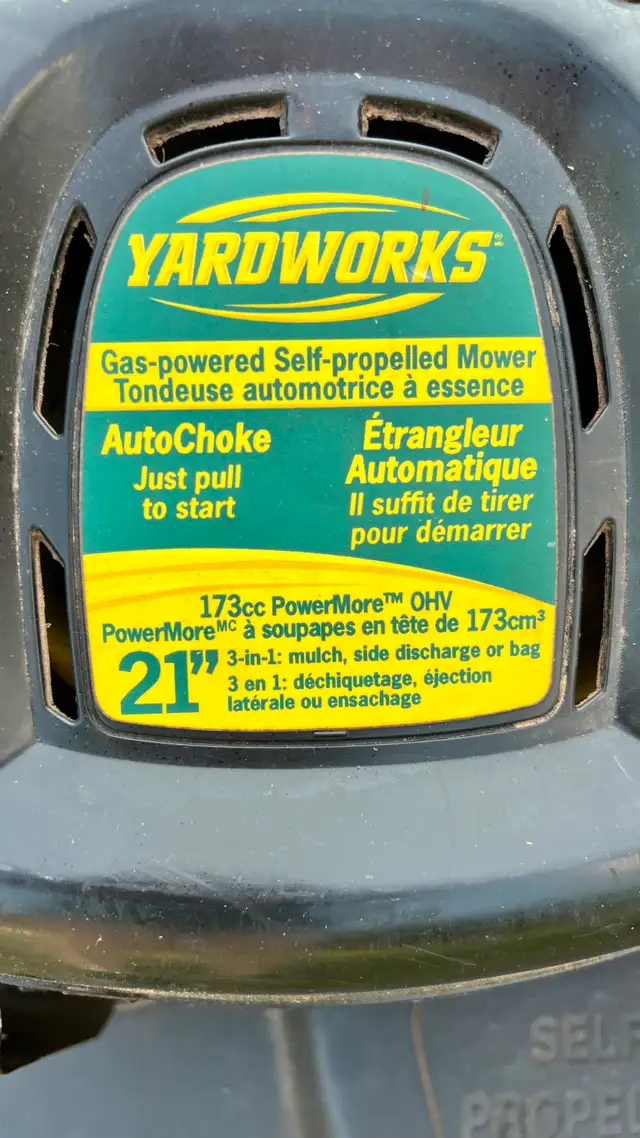 YARDWORKS
Gas-powered Self-propelled Mower
Tondeuse automotrice à essence
AutoChoke
Just pull
to start
Étrangleur
Automatique
Il suffit de tirer
pour démarrer
173cc PowerMore™ OHV
PowerMoreᴹᶜ à soupapes en tête de 173cm³
21”
3-in-1: mulch, side discharge or bag
3 en 1: déchiquetage, éjection
latérale ou ensachage
SELF
PROPEL